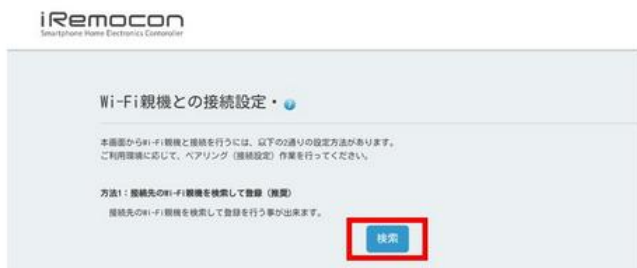 iRemocon
Smartphone Home Electronics Controller
Wi-Fi親機との接続設定・
本画面からWi-Fi親機と接続を行うには、以下の2通りの設定方法があります。
ご利用環境に応じて、ペアリング（接続設定）作業を行ってください。
方法1：接続先のWi-Fi親機を検索して登録（推奨）
接続先のWi-Fi親機を検索して登録を行う事が出来ます。
検索